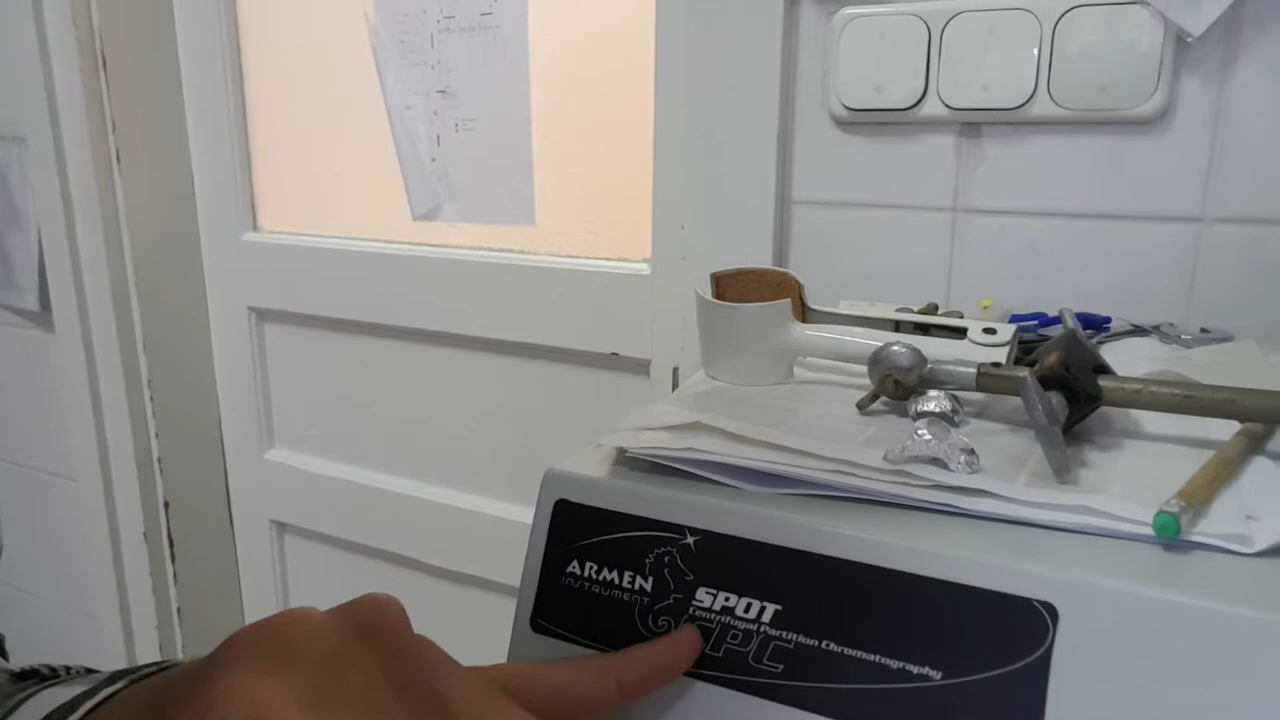 ARMEN
INSTRUMENT
SPOT
Centrifugal Partition Chromatography
CPC